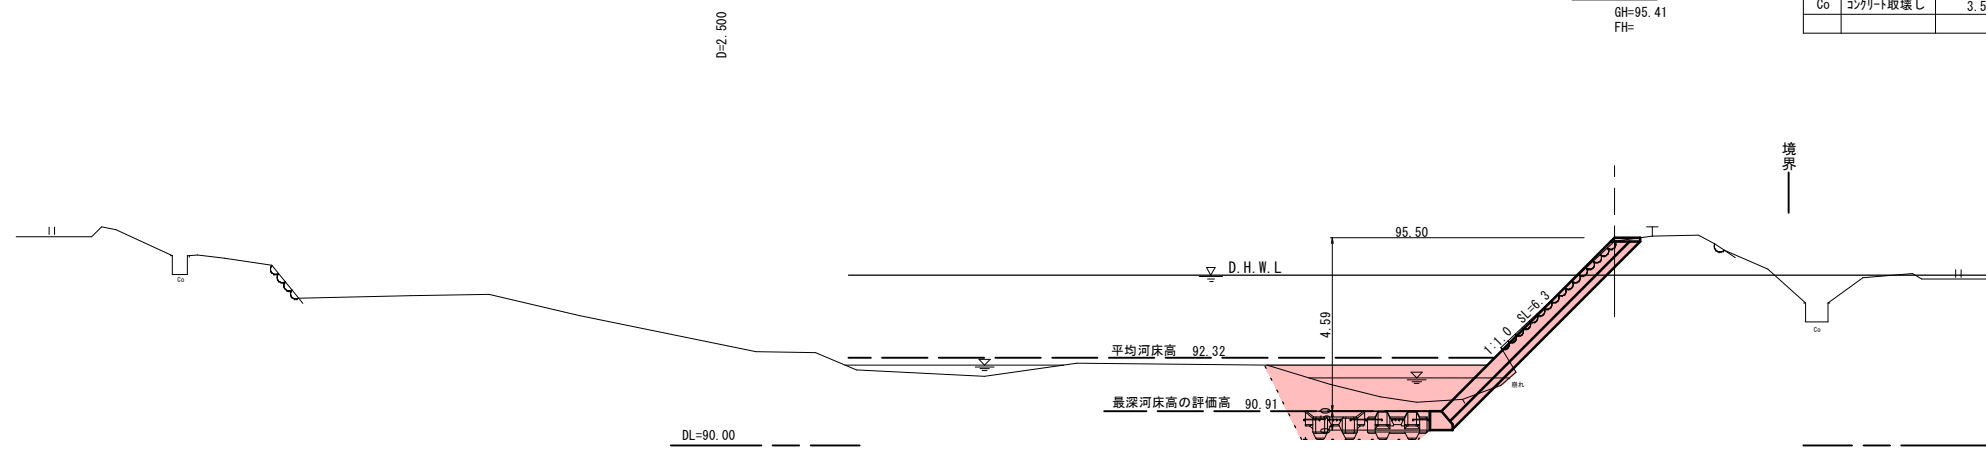 D=2.500
GH=95.41
FH=
Co コンクリート取壊し 3.5
境界
95.50
D.H.W.L
Co
4.59
1:1.0 SL=6.3
Co
平均河床高 92.32
崩れ
最深河床高の評価高 90.91
DL=90.00